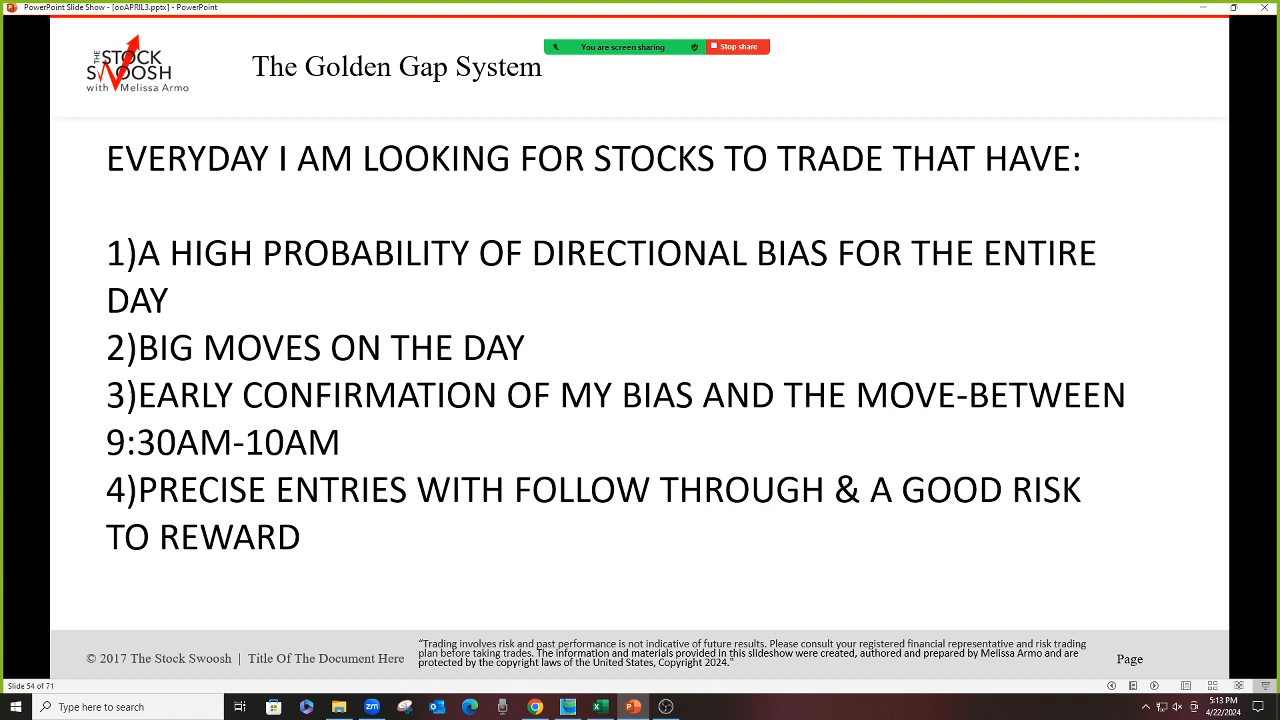 PowerPoint Slide Show - [ooAPRIL3.pptx] - PowerPoint
You are screen sharing
Stop share
THE STOCK
SWOOSH
with Melissa Armo
The Golden Gap System
EVERYDAY I AM LOOKING FOR STOCKS TO TRADE THAT HAVE:
1)A HIGH PROBABILITY OF DIRECTIONAL BIAS FOR THE ENTIRE
DAY
2)BIG MOVES ON THE DAY
3)EARLY CONFIRMATION OF MY BIAS AND THE MOVE-BETWEEN
9:30AM-10AM
4)PRECISE ENTRIES WITH FOLLOW THROUGH & A GOOD RISK
TO REWARD
© 2017 The Stock Swoosh | Title Of The Document Here
"Trading involves risk and past performance is not indicative of future results. Please consult your registered financial representative and risk trading
plan before taking trades. The information and materials provided in this slideshow were created, authored and prepared by Melissa Armo and are
protected by the copyright laws of the United States, Copyright 2024."
Page
Slide 54 of 71
Type here to search
5:13 PM
4/22/2024